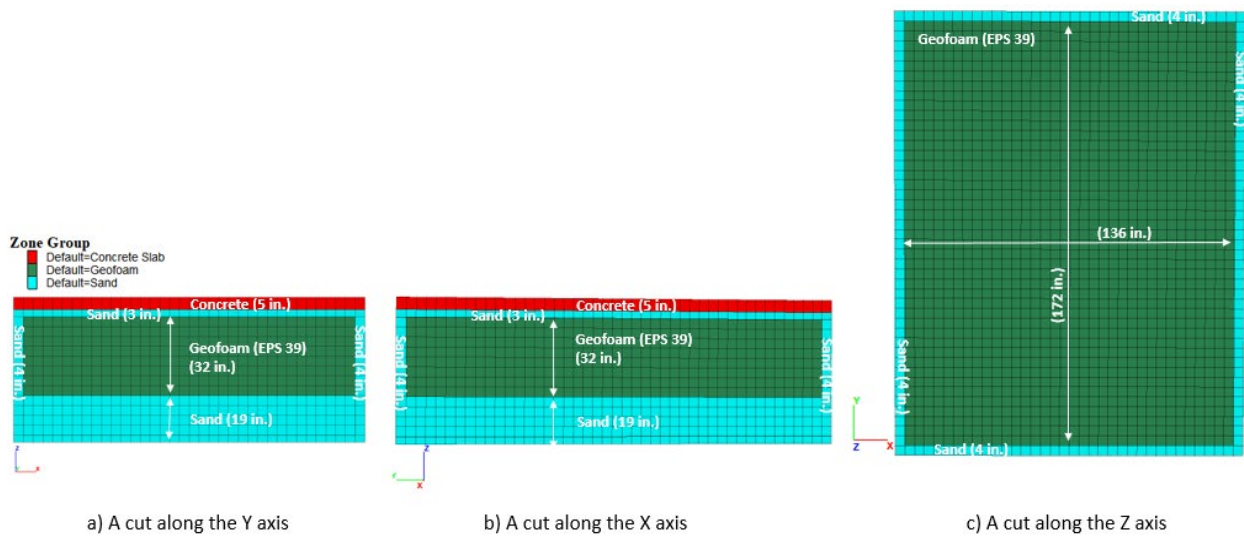 Zone Group
Default=Concrete Slab
Default=Geofoam
Default=Sand
Concrete (5 in.)
Sand (3 in.)
Sand (4 in.)
Geofoam (EPS 39)
(32 in.)
Sand (4 in.)
Sand (19 in.)
Z
Y
X
a) A cut along the Y axis
Concrete (5 in.)
Sand (3 in.)
Sand (4 in.)
Geofoam (EPS 39)
(32 in.)
Sand (4 in.)
Sand (19 in.)
Z
Y
X
b) A cut along the X axis
Sand (4 in.)
Geofoam (EPS 39)
Sand (4 in.)
(136 in.)
(172 in.)
Sand (4 in.)
Y
Z
X
Sand (4 in.)
c) A cut along the Z axis